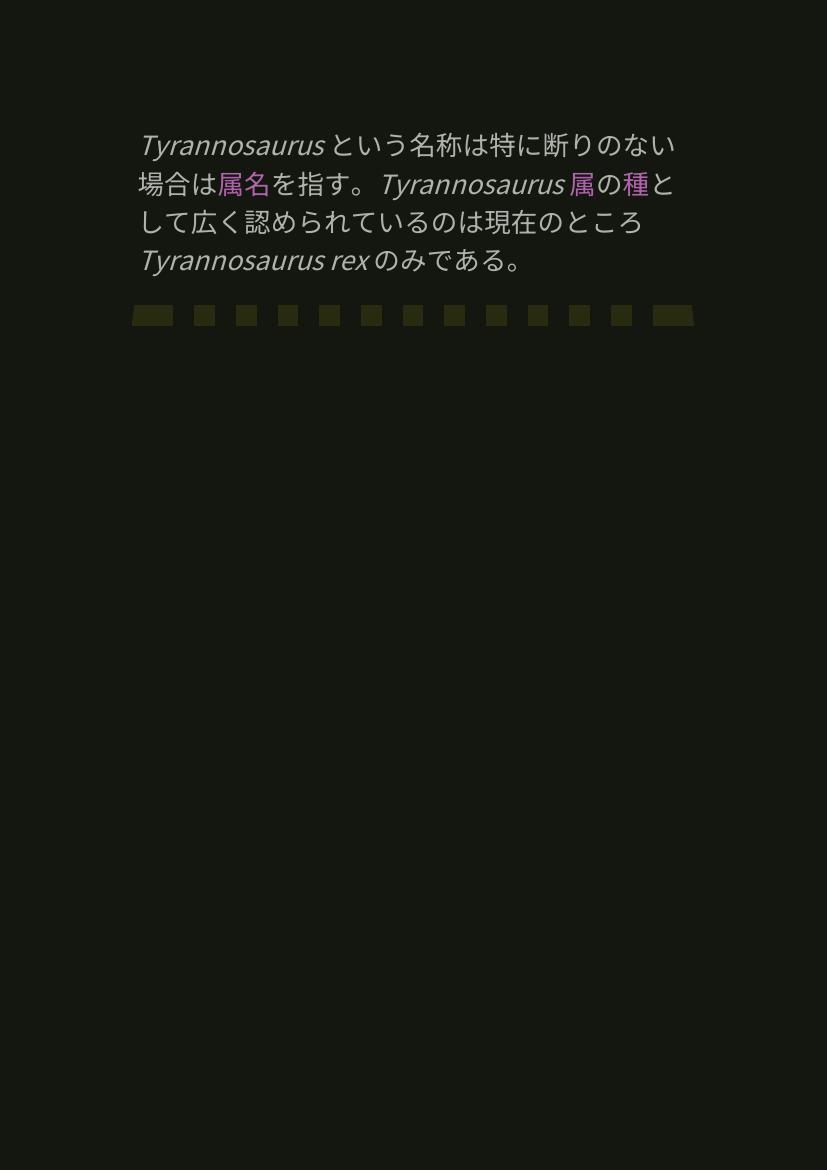 Tyrannosaurus という名称は特に断りのない
場合は属名を指す。Tyrannosaurus 属の種と
して広く認められているのは現在のところ
Tyrannosaurus rex のみである。